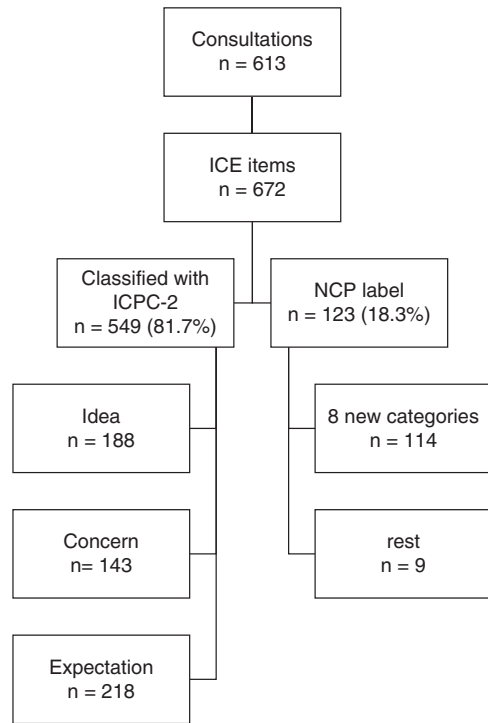 Consultations
n = 613
ICE items
n = 672
Classified with
ICPC-2
n = 549 (81.7%)
NCP label
n = 123 (18.3%)
Idea
n = 188
8 new categories
n = 114
Concern
n= 143
rest
n = 9
Expectation
n = 218